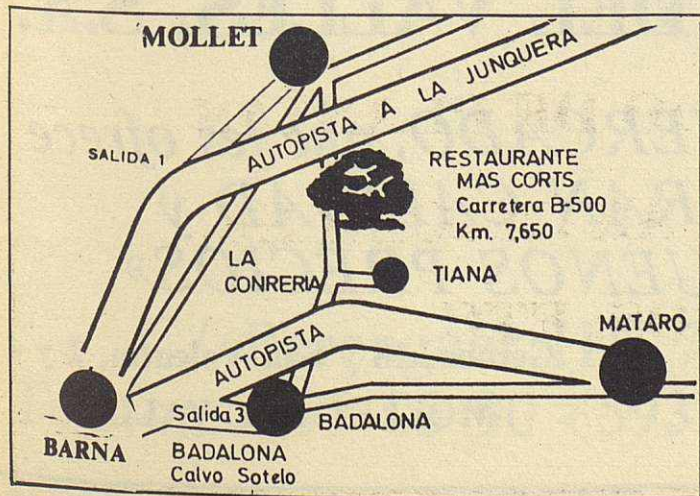 MOLLET
AUTOPISTA A LA JUNQUERA
SALIDA 1
RESTAURANTE
MAS CORTS
Carretera B-500
Km. 7,650
LA
CONRERIA
TIANA
MATARO
AUTOPISTA
Salida 3
BADALONA
BARNA
BADALONA
Calvo Sotelo